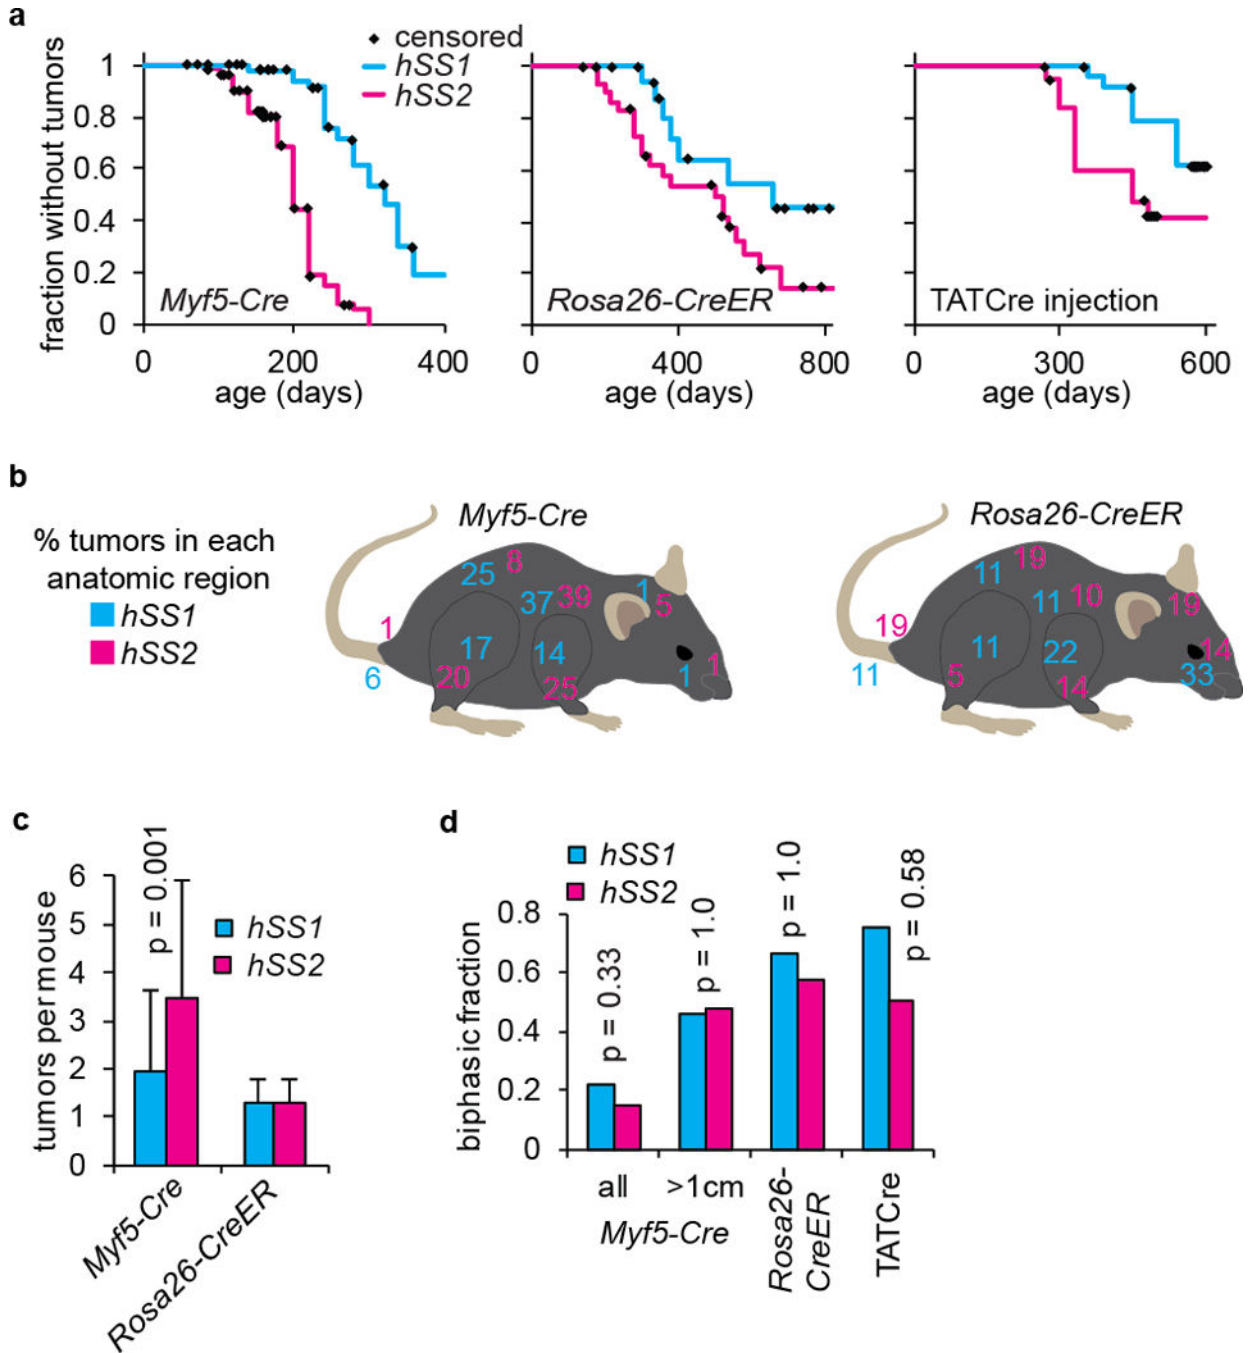 a
censored
hSS1
hSS2
fraction without tumors
1
0.8
0.6
0.4
0.2
0
Myf5-Cre
0
200
400
age (days)
Rosa26-CreER
0
400
800
age (days)
TATCre injection
0
300
600
age (days)
b
% tumors in each
anatomic region
hSS1
hSS2
Myf5-Cre
25
8
37
39
1
5
1
6
17
20
14
25
1
1
Rosa26-CreER
11
19
11
10
19
19
11
11
5
22
14
14
33
c
tumors per mouse
6
5
4
3
2
1
0
p = 0.001
hSS1
hSS2
Myf5-Cre
Rosa26-CreER
d
hSS1
hSS2
biphasic fraction
0.8
0.6
0.4
0.2
0
p = 0.33
p = 1.0
p = 1.0
p = 0.58
all
>1cm
Myf5-Cre
Rosa26-
CreER
TATCre